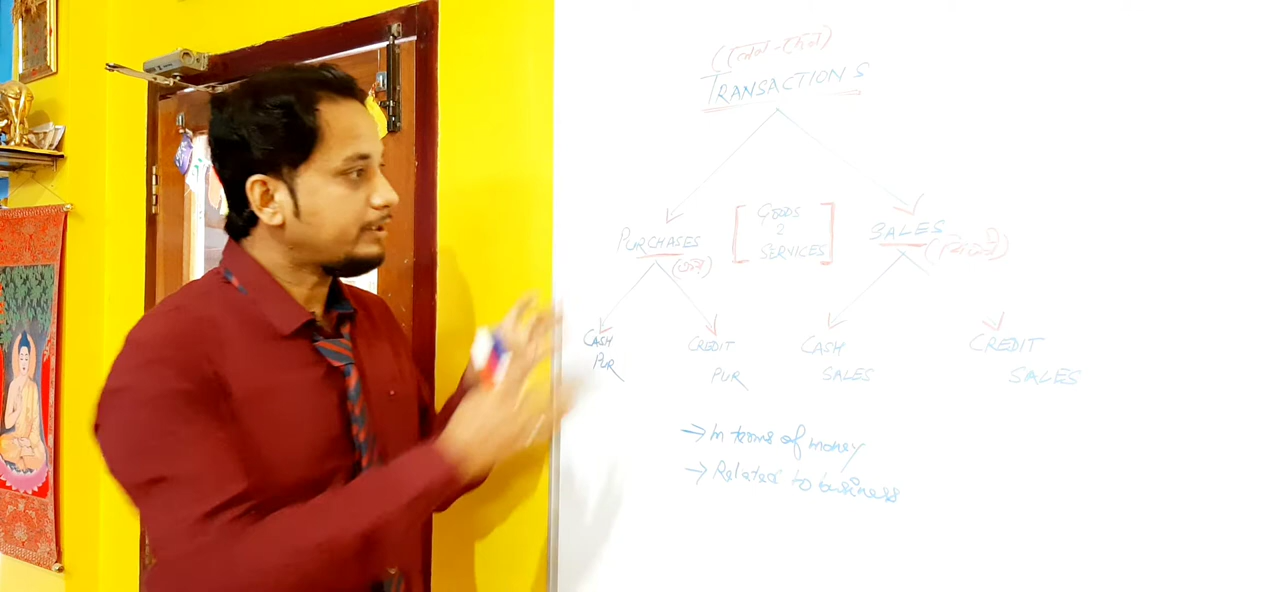 (লেন-দেন)
TRANSACTIONS
PURCHASES
GOODS
&
SERVICES
SALES
CASH
PUR
CREDIT
PUR
CASH
SALES
CREDIT
SALES
→ In terms of money
→ Related to business